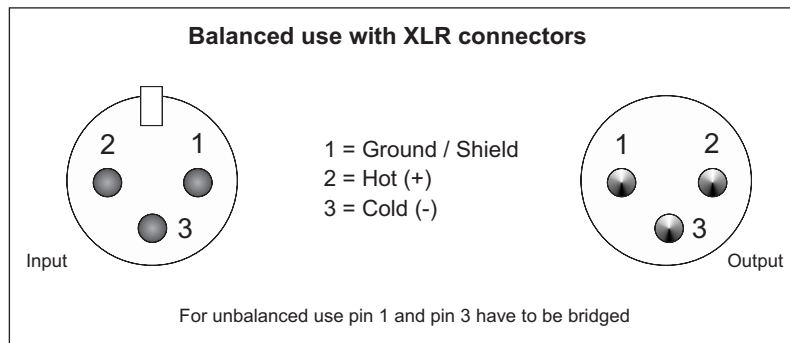 Balanced use with XLR connectors
2 1
3
Input
1 = Ground / Shield
2 = Hot (+)
3 = Cold (-)
1 2
3
Output
For unbalanced use pin 1 and pin 3 have to be bridged